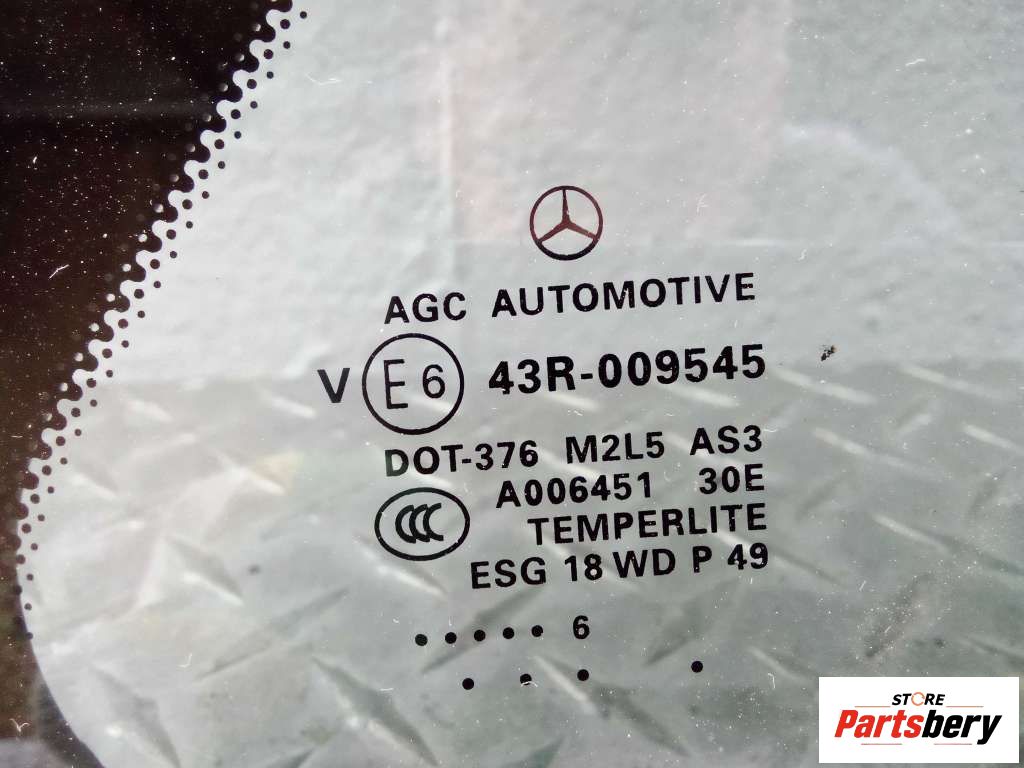 AGC AUTOMOTIVE
V E6 43R-009545
DOT-376 M2L5 AS3
A006451 30E
CCC TEMPERLITE
ESG 18 WD P 49
..... 6
. . . .
STORE
Partsbery